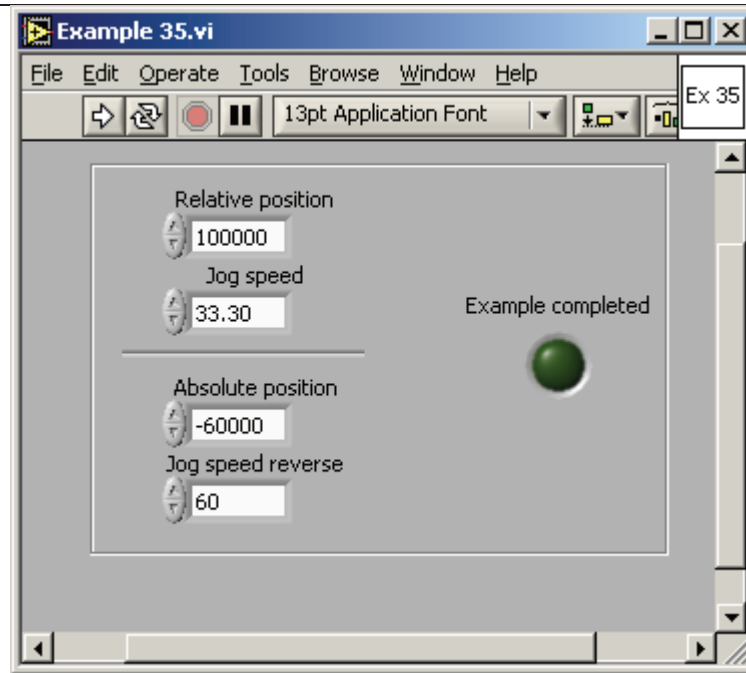 Example 35.vi
File Edit Operate Tools Browse Window Help
Ex 35
13pt Application Font
Relative position
100000
Jog speed
33.30
Example completed
Absolute position
-60000
Jog speed reverse
60